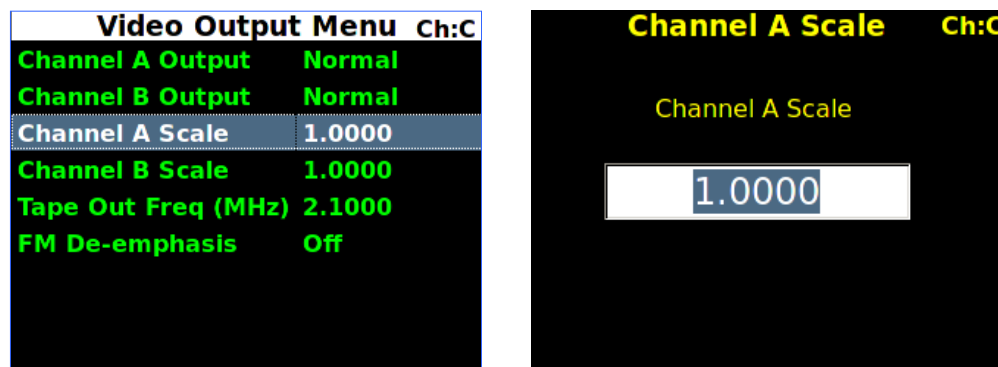 Video Output Menu Ch:C
Channel A Output Normal
Channel B Output Normal
Channel A Scale 1.0000
Channel B Scale 1.0000
Tape Out Freq (MHz) 2.1000
FM De-emphasis Off
Channel A Scale Ch:C
Channel A Scale
1.0000